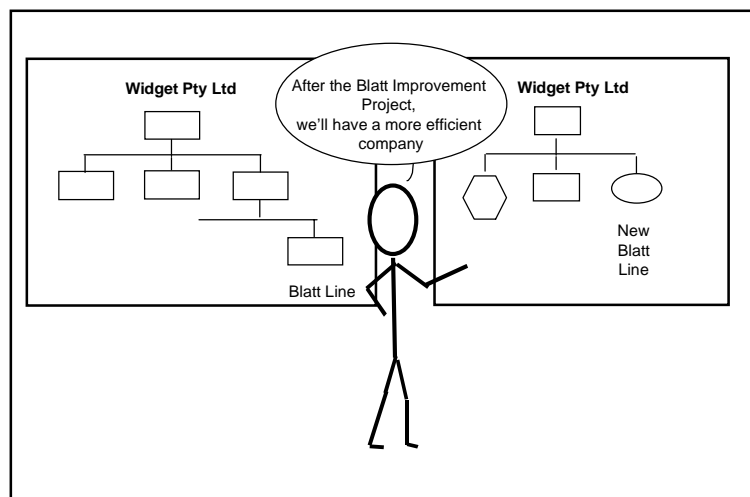 Widget Pty Ltd
After the Blatt Improvement
Project,
we'll have a more efficient
company
Widget Pty Ltd
Blatt Line
New
Blatt
Line